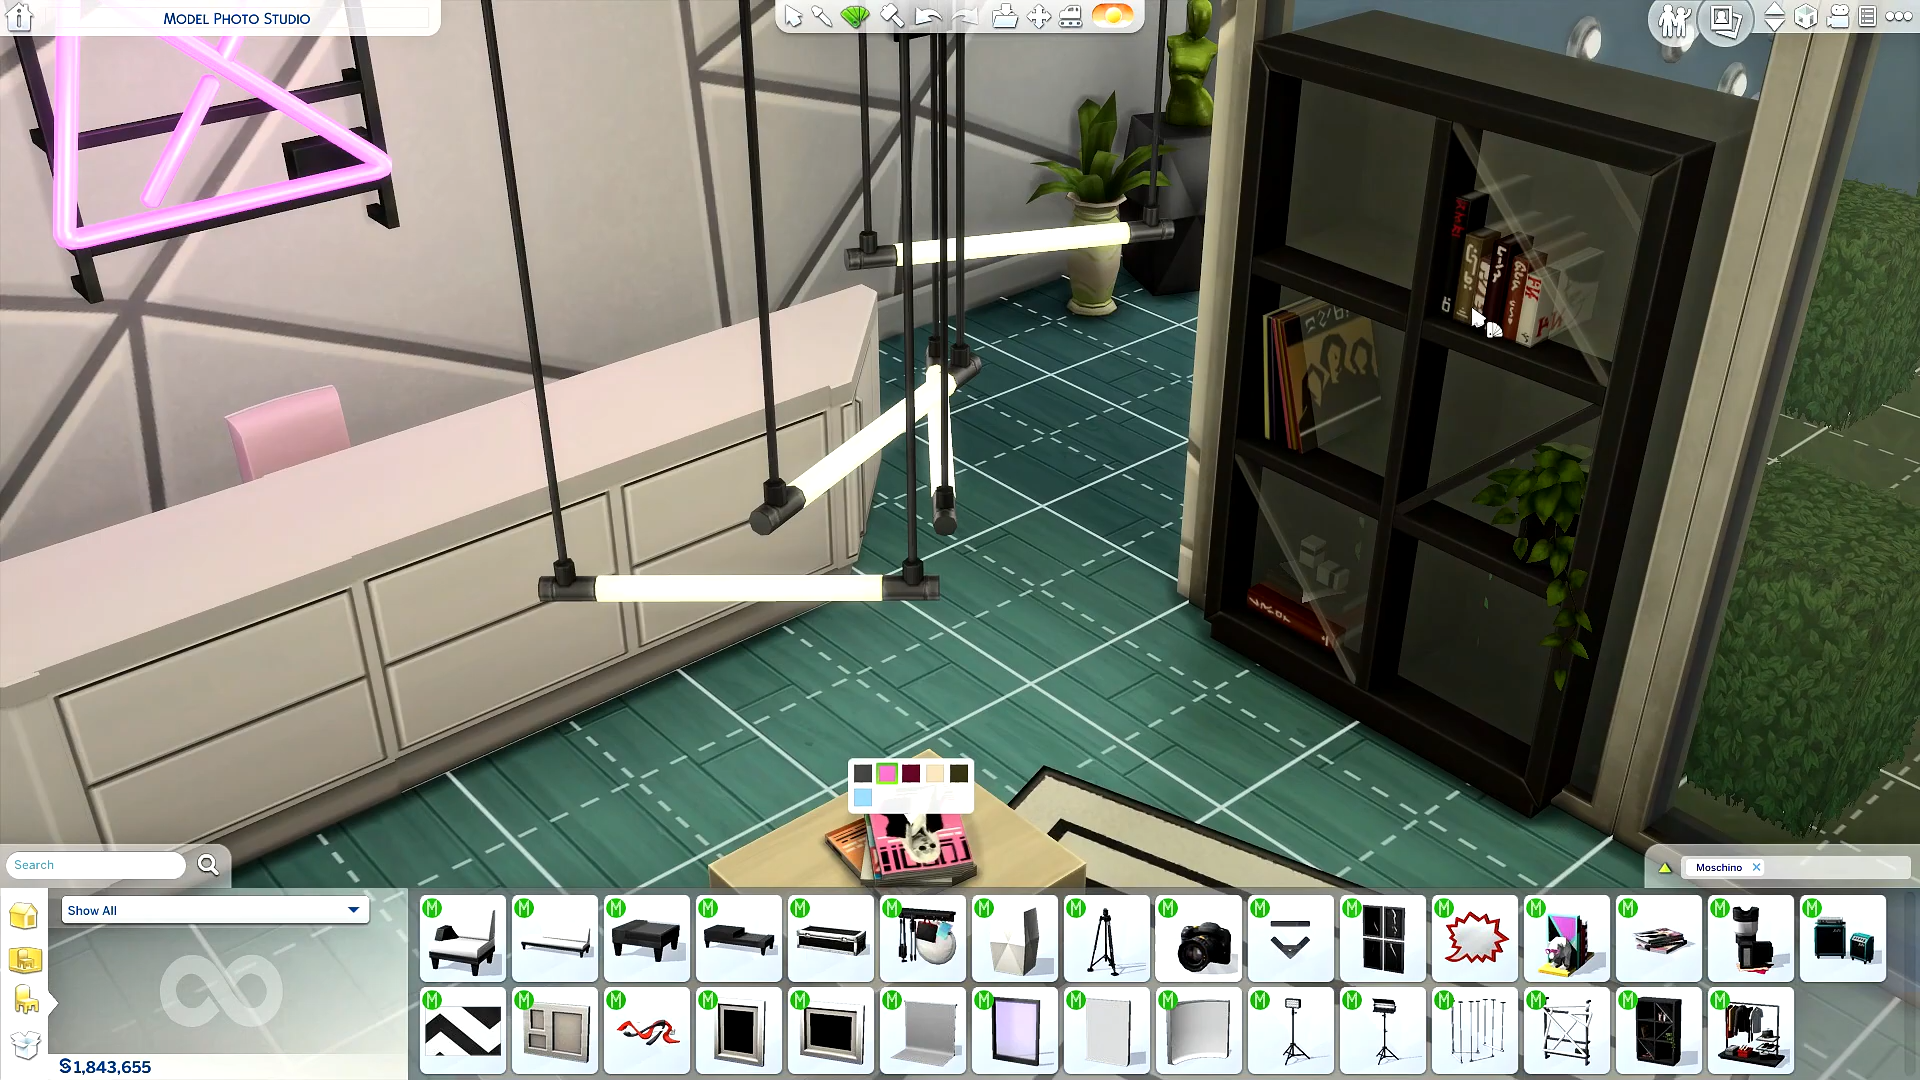 MODEL PHOTO STUDIO
Search
Moschino
Show All
§1,843,655